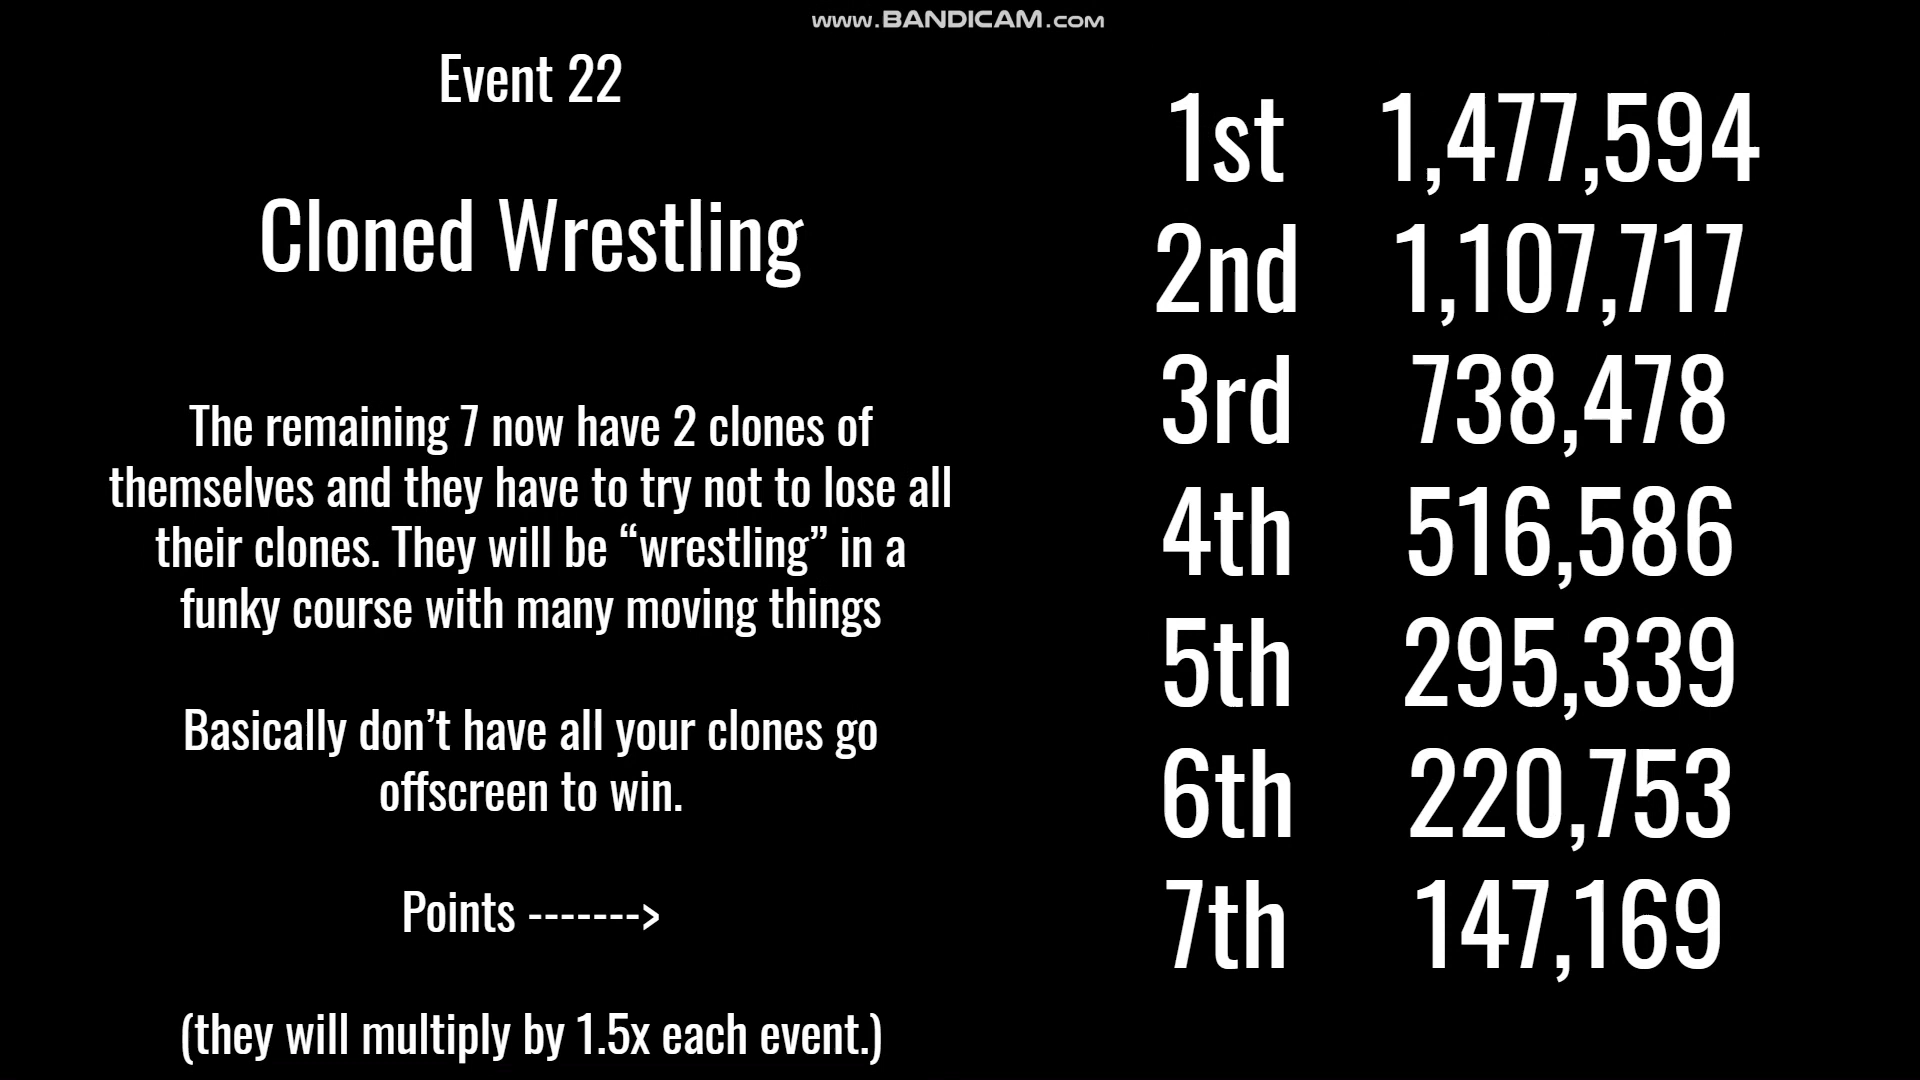 www.BANDICAM.com
Event 22
Cloned Wrestling
The remaining 7 now have 2 clones of
themselves and they have to try not to lose all
their clones. They will be “wrestling” in a
funky course with many moving things
Basically don’t have all your clones go
offscreen to win.
Points ------->
(they will multiply by 1.5x each event.)
1st 1,477,594
2nd 1,107,717
3rd 738,478
4th 516,586
5th 295,339
6th 220,753
7th 147,169